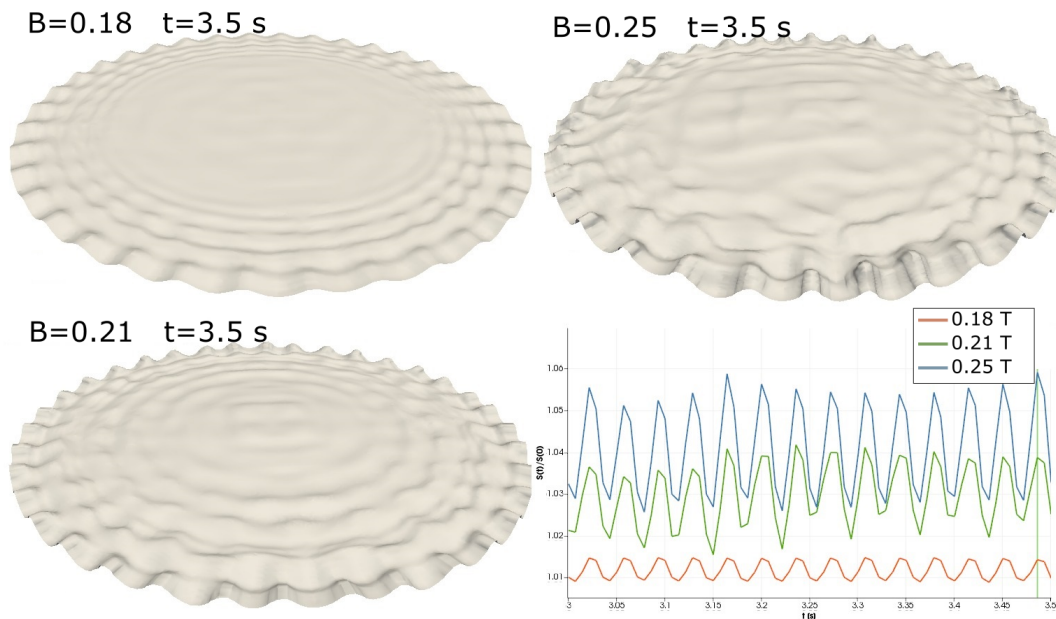 B=0.18 t=3.5 s
B=0.25 t=3.5 s
B=0.21 t=3.5 s
0.18 T
0.21 T
0.25 T
1.06
1.05
1.04
1.03
1.02
1.01
S(t)/S(0)
3 3.05 3.1 3.15 3.2 3.25 3.3 3.35 3.4 3.45 3.5
t (s)